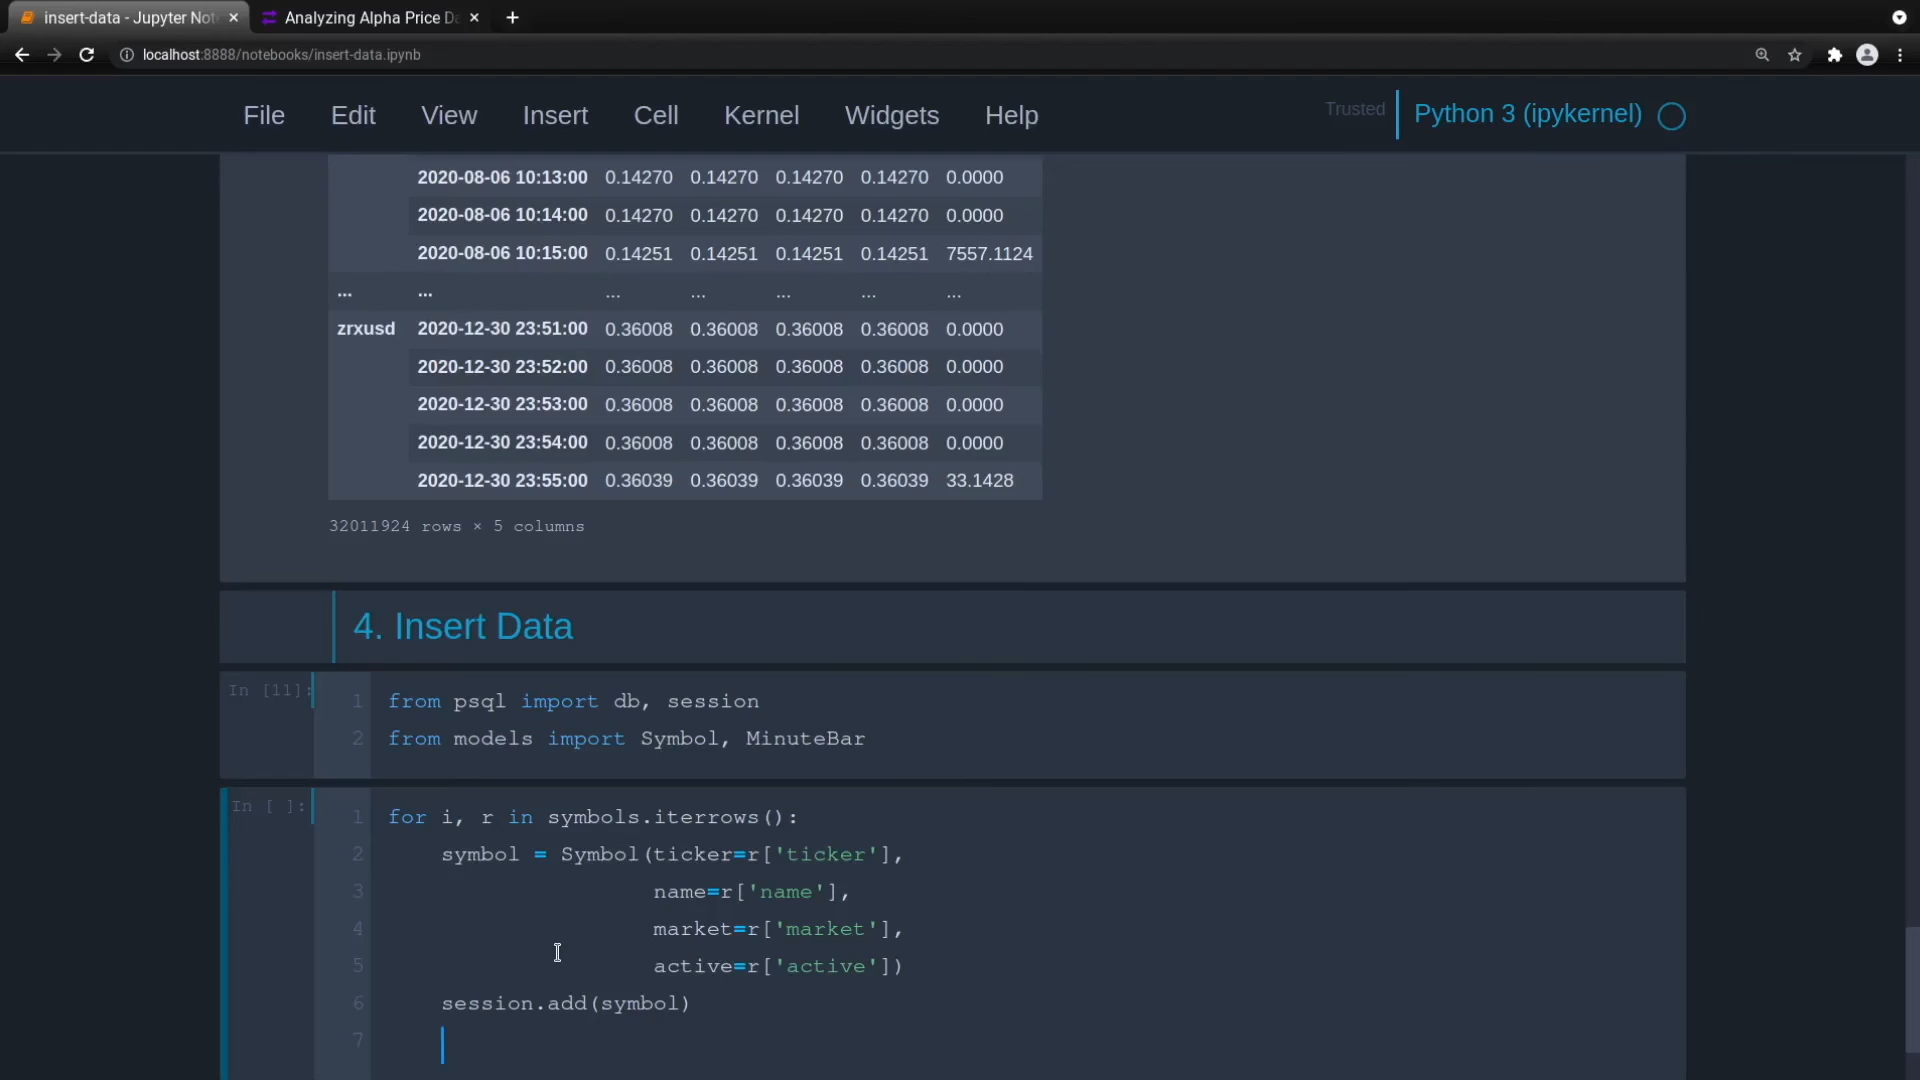 insert-data - Jupyter Not
Analyzing Alpha Price Da
localhost:8888/notebooks/insert-data.ipynb
File Edit View Insert Cell Kernel Widgets Help
Trusted Python 3 (ipykernel)
2020-08-06 10:13:00 0.14270 0.14270 0.14270 0.14270 0.0000
2020-08-06 10:14:00 0.14270 0.14270 0.14270 0.14270 0.0000
2020-08-06 10:15:00 0.14251 0.14251 0.14251 0.14251 7557.1124
... ... ... ... ... ... ...
zrxusd 2020-12-30 23:51:00 0.36008 0.36008 0.36008 0.36008 0.0000
2020-12-30 23:52:00 0.36008 0.36008 0.36008 0.36008 0.0000
2020-12-30 23:53:00 0.36008 0.36008 0.36008 0.36008 0.0000
2020-12-30 23:54:00 0.36008 0.36008 0.36008 0.36008 0.0000
2020-12-30 23:55:00 0.36039 0.36039 0.36039 0.36039 33.1428
32011924 rows × 5 columns
4. Insert Data
In [11]:
1 from psql import db, session
2 from models import Symbol, MinuteBar
In [ ]:
1 for i, r in symbols.iterrows():
2 symbol = Symbol(ticker=r['ticker'],
3 name=r['name'],
4 market=r['market'],
5 active=r['active'])
6 session.add(symbol)
7